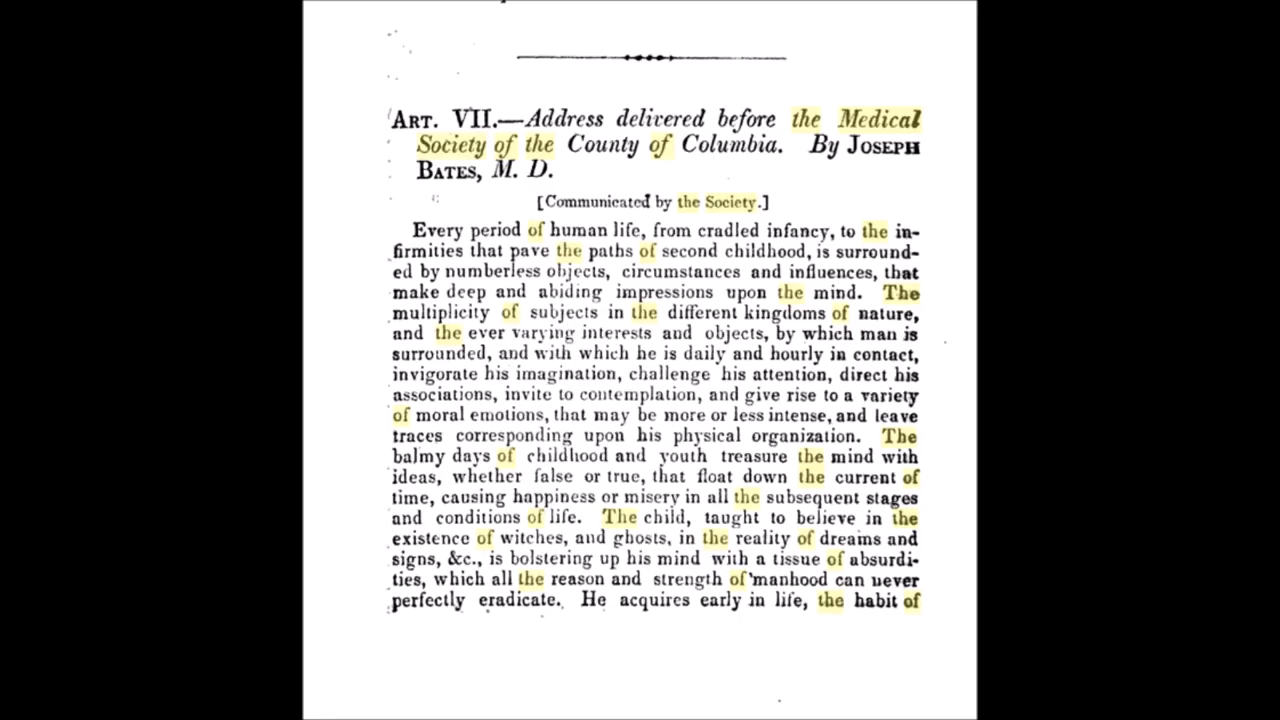 ART. VII.—Address delivered before the Medical
Society of the County of Columbia. By JOSEPH
BATES, M. D.
[Communicated by the Society.]
Every period of human life, from cradled infancy, to the in-
firmities that pave the paths of second childhood, is surround-
ed by numberless objects, circumstances and influences, that
make deep and abiding impressions upon the mind. The
multiplicity of subjects in the different kingdoms of nature,
and the ever varying interests and objects, by which man is
surrounded, and with which he is daily and hourly in contact,
invigorate his imagination, challenge his attention, direct his
associations, invite to contemplation, and give rise to a variety
of moral emotions, that may be more or less intense, and leave
traces corresponding upon his physical organization. The
balmy days of childhood and youth treasure the mind with
ideas, whether false or true, that float down the current of
time, causing happiness or misery in all the subsequent stages
and conditions of life. The child, taught to believe in the
existence of witches, and ghosts, in the reality of dreams and
signs, &c., is bolstering up his mind with a tissue of absurdi-
ties, which all the reason and strength of manhood can never
perfectly eradicate. He acquires early in life, the habit of